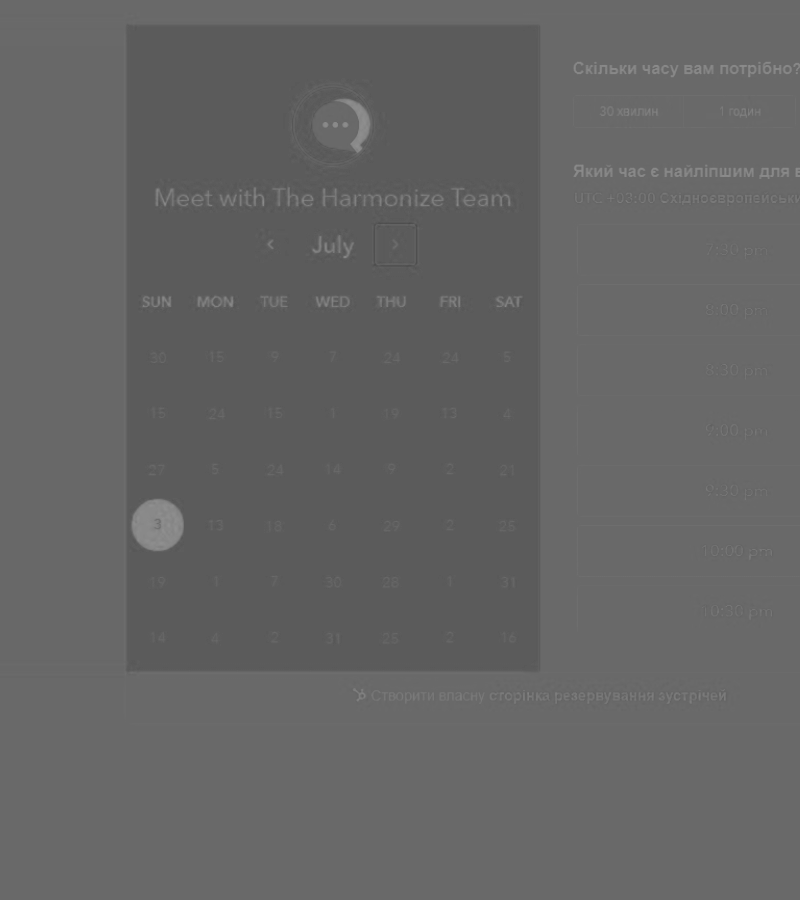 Meet with The Harmonize Team
July
SUN MON TUE WED THU FRI SAT
30 15 9 7 24 24 5
15 24 15 1 19 13 4
27 5 24 14 9 2 21
3 13 18 6 29 2 25
19 1 7 30 28 1 31
14 4 2 31 25 2 16
Скільки часу вам потрібно?
30 хвилин 1 годин
Який час є найліпшим для в
UTC +03:00 Східноєвропейськи
7:30 pm
8:00 pm
8:30 pm
9:00 pm
9:30 pm
10:00 pm
10:30 pm
Створити власну сторінка резервування зустрічей